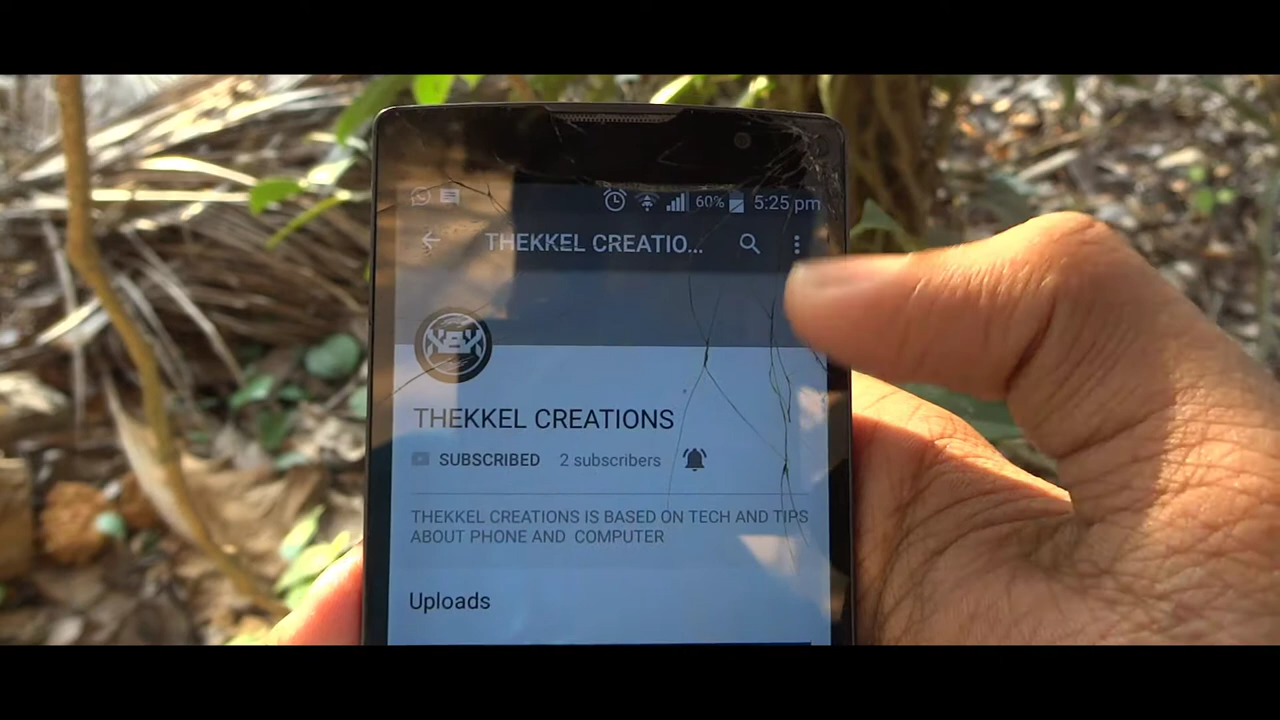 60% 5:25 pm
THEKKEL CREATIO...
THEKKEL CREATIONS
SUBSCRIBED 2 subscribers
THEKKEL CREATIONS IS BASED ON TECH AND TIPS
ABOUT PHONE AND COMPUTER
Uploads